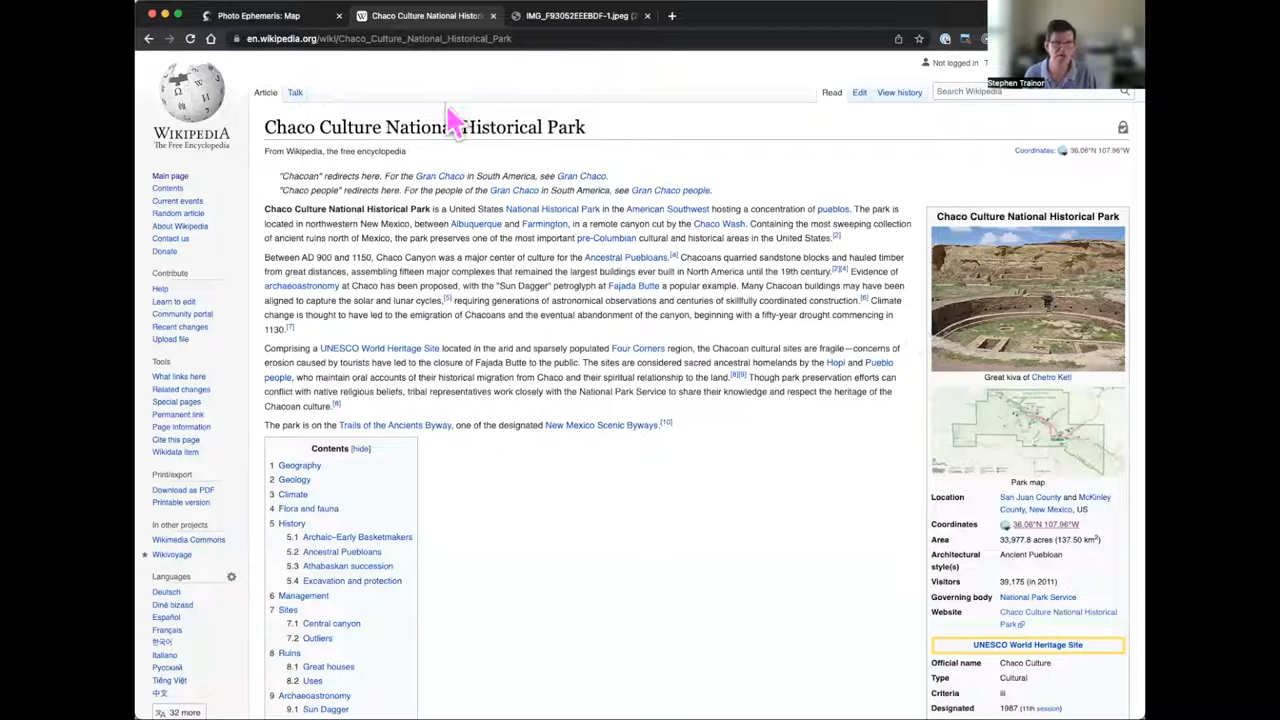 Photo Ephemeris: Map
Chaco Culture National Histori
IMG_F93052EEEBDF-1.jpeg (2
en.wikipedia.org/wiki/Chaco_Culture_National_Historical_Park
Stephen Trainor
Not logged in
Article
Talk
Read
Edit
View history
Search Wikipedia
WIKIPEDIA
The Free Encyclopedia
Main page
Contents
Current events
Random article
About Wikipedia
Contact us
Donate
Contribute
Help
Learn to edit
Community portal
Recent changes
Upload file
Tools
What links here
Related changes
Special pages
Permanent link
Page information
Cite this page
Wikidata item
Print/export
Download as PDF
Printable version
In other projects
Wikimedia Commons
Wikivoyage
Languages
Deutsch
Diné bizaad
Español
Français
한국어
Italiano
Русский
Tiếng Việt
中文
32 more
Chaco Culture National Historical Park
From Wikipedia, the free encyclopedia
Coordinates: 36.06°N 107.96°W
"Chacoan" redirects here. For the Gran Chaco in South America, see Gran Chaco.
"Chaco people" redirects here. For the people of the Gran Chaco in South America, see Gran Chaco people.
Chaco Culture National Historical Park is a United States National Historical Park in the American Southwest hosting a concentration of pueblos. The park is
located in northwestern New Mexico, between Albuquerque and Farmington, in a remote canyon cut by the Chaco Wash. Containing the most sweeping collection
of ancient ruins north of Mexico, the park preserves one of the most important pre-Columbian cultural and historical areas in the United States.[2]
Between AD 900 and 1150, Chaco Canyon was a major center of culture for the Ancestral Puebloans.[a] Chacoans quarried sandstone blocks and hauled timber
from great distances, assembling fifteen major complexes that remained the largest buildings ever built in North America until the 19th century.[2][4] Evidence of
archaeoastronomy at Chaco has been proposed, with the "Sun Dagger" petroglyph at Fajada Butte a popular example. Many Chacoan buildings may have been
aligned to capture the solar and lunar cycles,[5] requiring generations of astronomical observations and centuries of skillfully coordinated construction.[6] Climate
change is thought to have led to the emigration of Chacoans and the eventual abandonment of the canyon, beginning with a fifty-year drought commencing in
1130.[7]
Comprising a UNESCO World Heritage Site located in the arid and sparsely populated Four Corners region, the Chacoan cultural sites are fragile—concerns of
erosion caused by tourists have led to the closure of Fajada Butte to the public. The sites are considered sacred ancestral homelands by the Hopi and Pueblo
people, who maintain oral accounts of their historical migration from Chaco and their spiritual relationship to the land.[8][9] Though park preservation efforts can
conflict with native religious beliefs, tribal representatives work closely with the National Park Service to share their knowledge and respect the heritage of the
Chacoan culture.[8]
The park is on the Trails of the Ancients Byway, one of the designated New Mexico Scenic Byways.[10]
Contents [hide]
1 Geography
2 Geology
3 Climate
4 Flora and fauna
5 History
5.1 Archaic–Early Basketmakers
5.2 Ancestral Puebloans
5.3 Athabaskan succession
5.4 Excavation and protection
6 Management
7 Sites
7.1 Central canyon
7.2 Outliers
8 Ruins
8.1 Great houses
8.2 Uses
9 Archaeoastronomy
9.1 Sun Dagger
Chaco Culture National Historical Park
Great kiva of Chetro Ketl
Park map
Location San Juan County and McKinley
County, New Mexico, US
Coordinates 36.06°N 107.96°W
Area 33,977.8 acres (137.50 km2)
Architectural Ancient Puebloan
style(s)
Visitors 39,175 (in 2011)
Governing body National Park Service
Website Chaco Culture National Historical
Park
UNESCO World Heritage Site
Official name Chaco Culture
Type Cultural
Criteria iii
Designated 1987 (11th session)